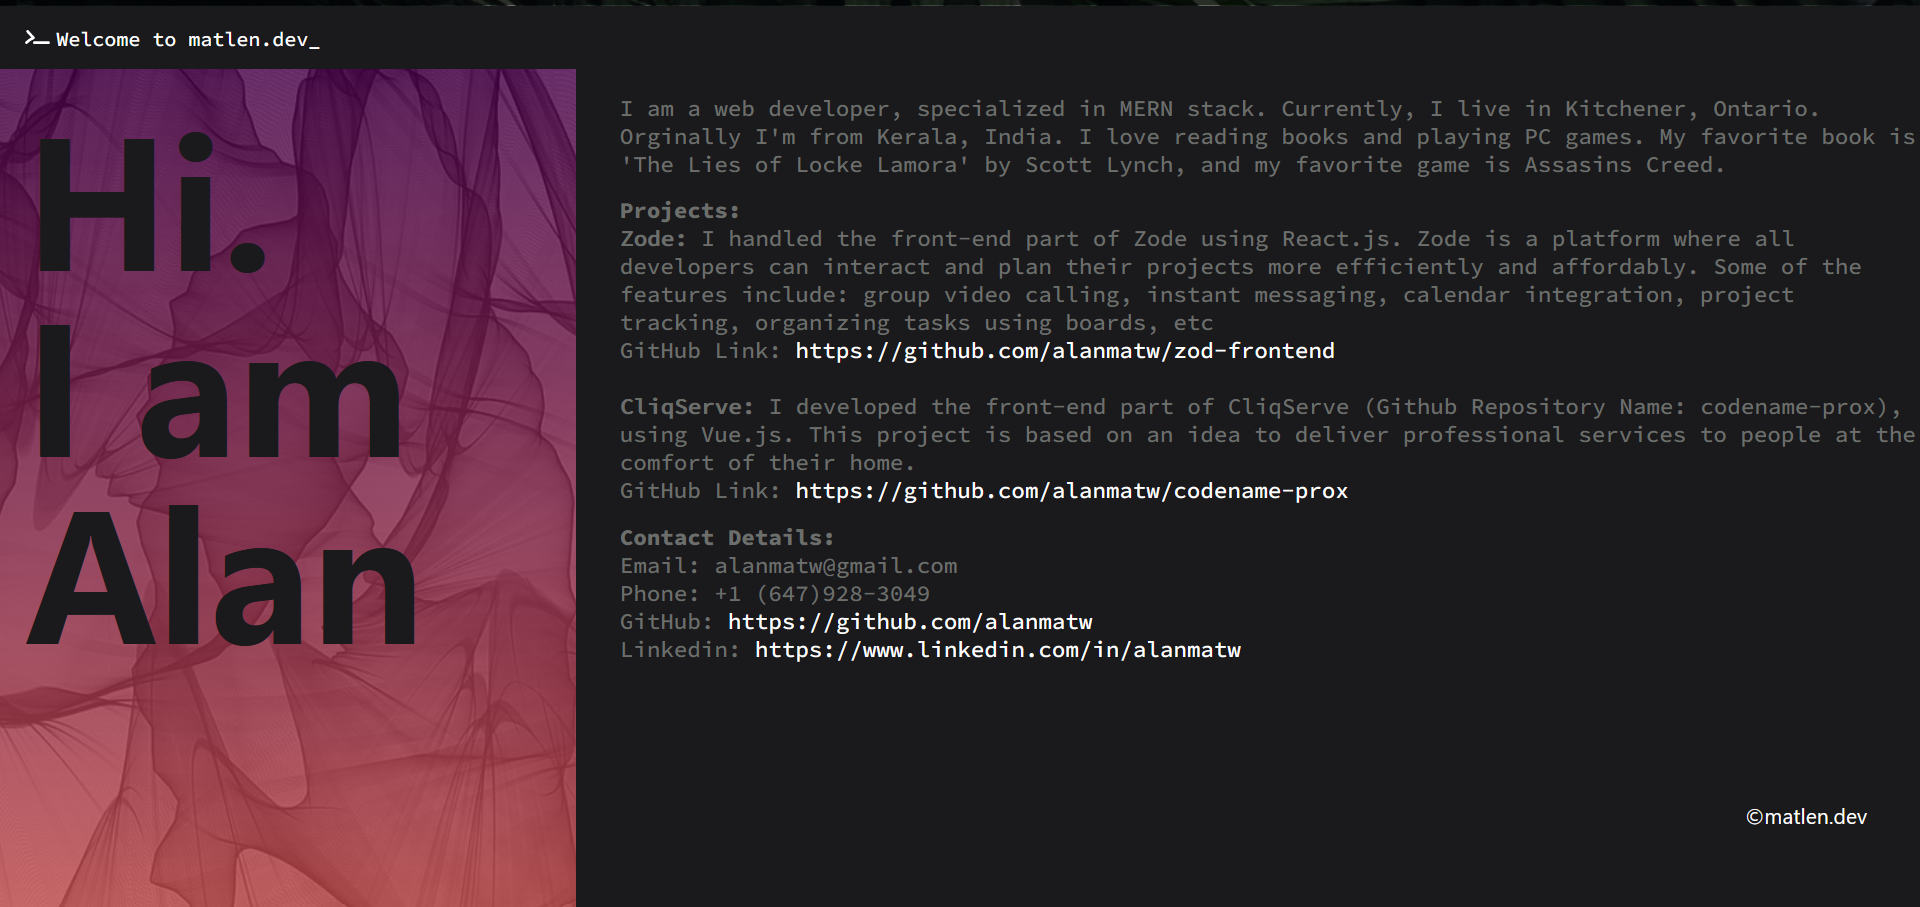 >_ Welcome to matlen.dev_
Hi.
I am
Alan
I am a web developer, specialized in MERN stack. Currently, I live in Kitchener, Ontario.
Orginally I'm from Kerala, India. I love reading books and playing PC games. My favorite book is
'The Lies of Locke Lamora' by Scott Lynch, and my favorite game is Assasins Creed.
Projects:
Zode: I handled the front-end part of Zode using React.js. Zode is a platform where all
developers can interact and plan their projects more efficiently and affordably. Some of the
features include: group video calling, instant messaging, calendar integration, project
tracking, organizing tasks using boards, etc
GitHub Link: https://github.com/alanmatw/zod-frontend
CliqServe: I developed the front-end part of CliqServe (Github Repository Name: codename-prox),
using Vue.js. This project is based on an idea to deliver professional services to people at the
comfort of their home.
GitHub Link: https://github.com/alanmatw/codename-prox
Contact Details:
Email: alanmatw@gmail.com
Phone: +1 (647)928-3049
GitHub: https://github.com/alanmatw
Linkedin: https://www.linkedin.com/in/alanmatw
©matlen.dev